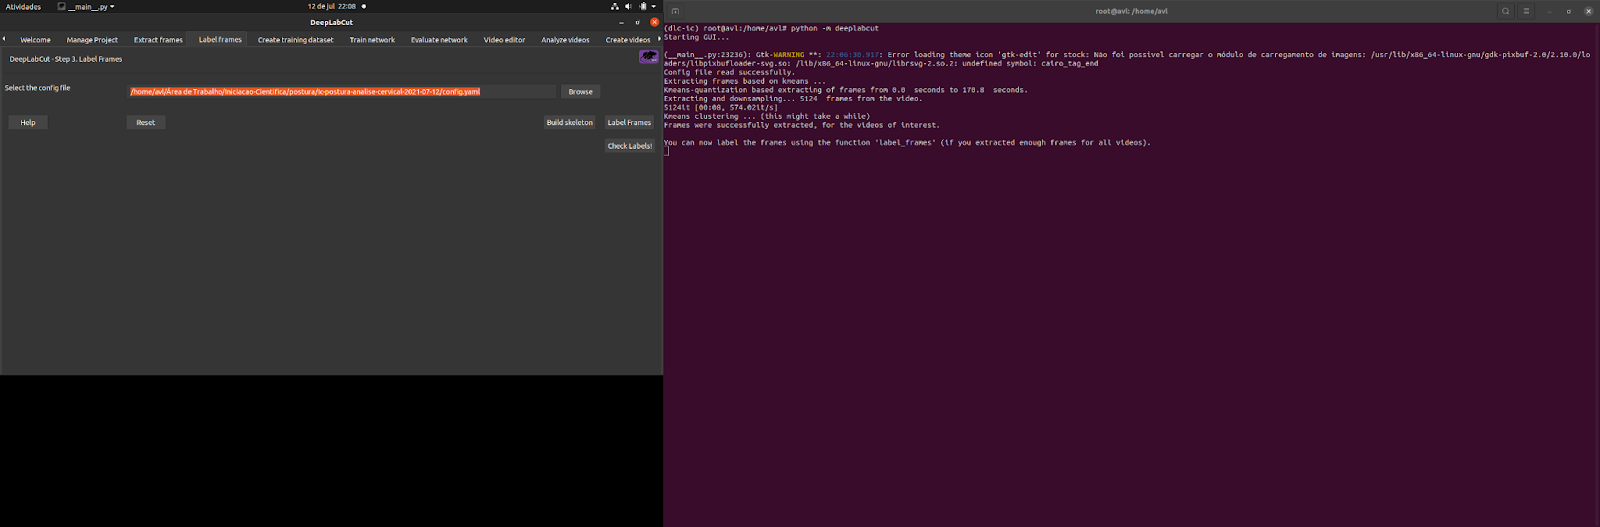 Atividades __main__.py 12 de jul 22:08
DeepLabCut
Welcome Manage Project Extract frames Label frames Create training dataset Train network Evaluate network Video editor Analyze videos Create videos
DeepLabCut - Step 3. Label Frames
Select the config file /home/avl/Área de Trabalho/Iniciacao-Cientifica/postura/ic-postura-analise-cervical-2021-07-12/config.yaml Browse
Help Reset Build skeleton Label Frames
Check Labels!
root@avl: /home/avl
(dlc-ic) root@avl:/home/avl# python -m deeplabcut
Starting GUI...
(__main__.py:23236): Gtk-WARNING **: 22:06:30.937: Error loading theme icon 'gtk-edit' for stock: Não foi possível carregar o módulo de carregamento de imagens: /usr/lib/x86_64-linux-gnu/gdk-pixbuf-2.0/2.10.0/lo
aders/libpixbufloader-svg.so: /lib/x86_64-linux-gnu/librsvg-2.so.2: undefined symbol: cairo_tag_end
Config file read successfully.
Extracting frames based on kmeans ...
Kmeans-quantization based extracting of frames from 0.0 seconds to 170.8 seconds.
Extracting and downsampling... 5124 frames from the video.
5124it [00:08, 574.02it/s]
Kmeans clustering ... (this might take a while)
Frames were successfully extracted, for the videos of interest.
You can now label the frames using the function 'label_frames' (if you extracted enough frames for all videos).